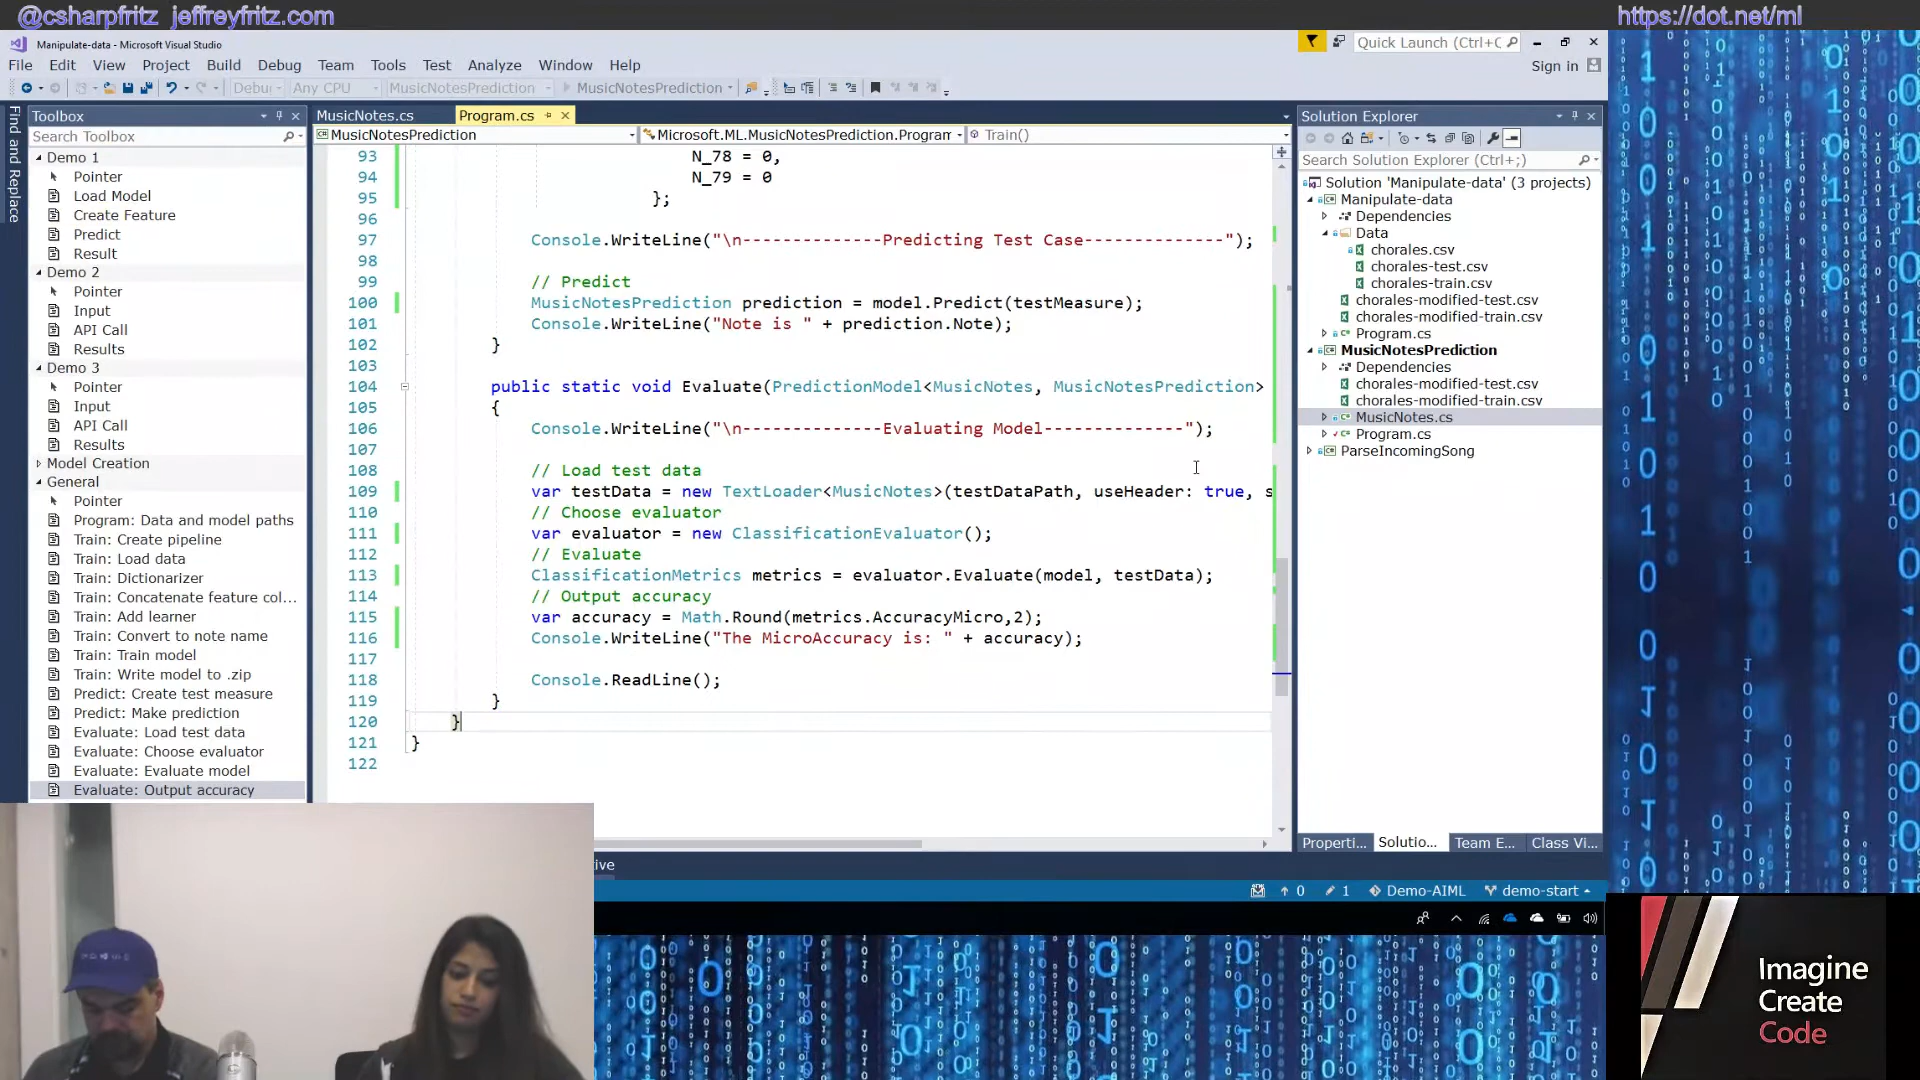 @csharpfritz jeffreyfritz.com
https://dot.net/ml
Manipulate-data - Microsoft Visual Studio
Quick Launch (Ctrl+C
File Edit View Project Build Debug Team Tools Test Analyze Window Help
Sign in
Debu Any CPU MusicNotesPrediction MusicNotesPrediction
Find and Replace
Toolbox
Search Toolbox
Demo 1
Pointer
Load Model
Create Feature
Predict
Result
Demo 2
Pointer
Input
API Call
Results
Demo 3
Pointer
Input
API Call
Results
Model Creation
General
Pointer
Program: Data and model paths
Train: Create pipeline
Train: Load data
Train: Dictionarizer
Train: Concatenate feature col...
Train: Add learner
Train: Convert to note name
Train: Train model
Train: Write model to .zip
Predict: Create test measure
Predict: Make prediction
Evaluate: Load test data
Evaluate: Choose evaluator
Evaluate: Evaluate model
Evaluate: Output accuracy
MusicNotes.cs Program.cs
MusicNotesPrediction Microsoft.ML.MusicNotesPrediction.Program Train()
93 N_78 = 0,
94 N_79 = 0
95 };
96
97 Console.WriteLine("\n--------------Predicting Test Case--------------");
98
99 // Predict
100 MusicNotesPrediction prediction = model.Predict(testMeasure);
101 Console.WriteLine("Note is " + prediction.Note);
102 }
103
104 public static void Evaluate(PredictionModel<MusicNotes, MusicNotesPrediction>
105 {
106 Console.WriteLine("\n--------------Evaluating Model--------------");
107
108 // Load test data
109 var testData = new TextLoader<MusicNotes>(testDataPath, useHeader: true, s
110 // Choose evaluator
111 var evaluator = new ClassificationEvaluator();
112 // Evaluate
113 ClassificationMetrics metrics = evaluator.Evaluate(model, testData);
114 // Output accuracy
115 var accuracy = Math.Round(metrics.AccuracyMicro,2);
116 Console.WriteLine("The MicroAccuracy is: " + accuracy);
117
118 Console.ReadLine();
119 }
120 }
121 }
122
Solution Explorer
Search Solution Explorer (Ctrl+;)
Solution 'Manipulate-data' (3 projects)
Manipulate-data
Dependencies
Data
chorales.csv
chorales-test.csv
chorales-train.csv
chorales-modified-test.csv
chorales-modified-train.csv
Program.cs
MusicNotesPrediction
Dependencies
chorales-modified-test.csv
chorales-modified-train.csv
MusicNotes.cs
Program.cs
ParseIncomingSong
Properti... Solutio... Team E... Class Vi...
ive
0 1 Demo-AIML demo-start
Imagine
Create
Code